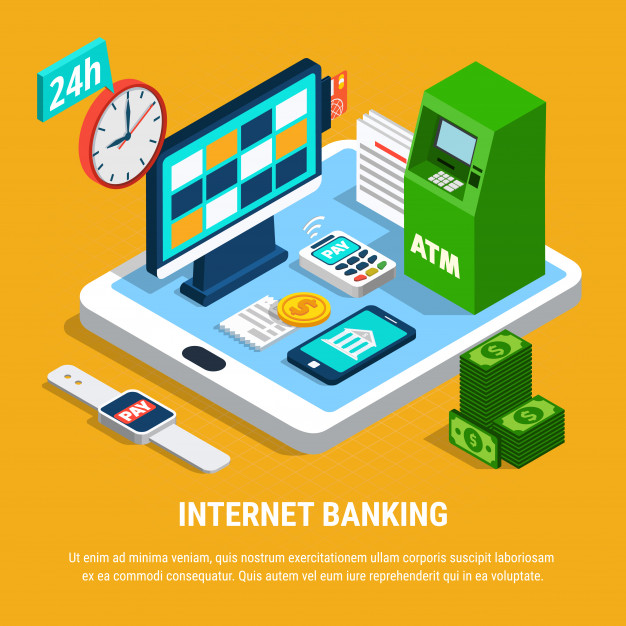 24h
PAY
ATM
$
PAY
$
$
$
INTERNET BANKING
Ut enim ad minima veniam, quis nostrum exercitationem ullam corporis suscipit laboriosam
ex ea commodi consequatur. Quis autem vel eum iure reprehenderit qui in ea voluptate.